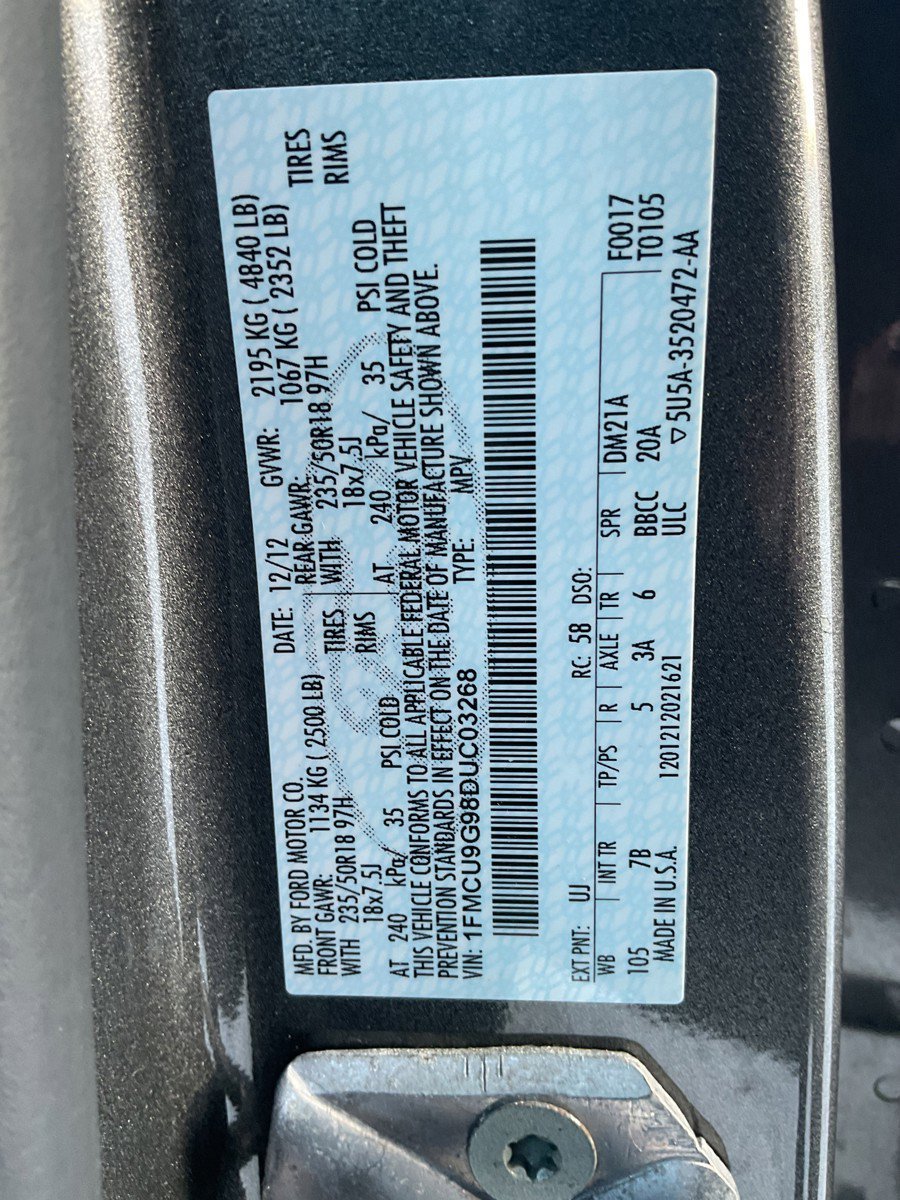 MFD. BY FORD MOTOR CO. DATE: 12/12 GVWR: 2195 KG ( 4840 LB)
FRONT GAWR: 1134 KG ( 2500 LB) REAR GAWR: 1067 KG ( 2352 LB)
WITH 235/50R18 97H TIRES WITH 235/50R18 97H TIRES
18x7.5J RIMS 18x7.5J RIMS
AT 240 kPa/ 35 PSI COLD AT 240 kPa/ 35 PSI COLD
THIS VEHICLE CONFORMS TO ALL APPLICABLE FEDERAL MOTOR VEHICLE SAFETY AND THEFT
PREVENTION STANDARDS IN EFFECT ON THE DATE OF MANUFACTURE SHOWN ABOVE.
VIN: 1FMCU9G98DUC03268 TYPE: MPV
EXT PNT: UJ RC: 58 DSO:
WB INT TR TP/PS R AXLE TR SPR DM21A F0017
105 7B 5 3A 6 BBCC 20A T0105
MADE IN U.S.A. 1201212021621 ULC ▽5U5A-3520472-AA